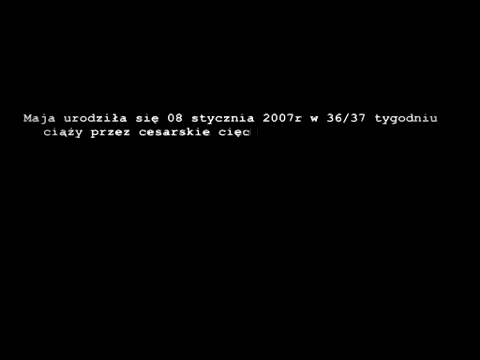 Maja urodziła się 08 stycznia 2007r w 36/37 tygodniu
ciąży przez cesarskie cięc